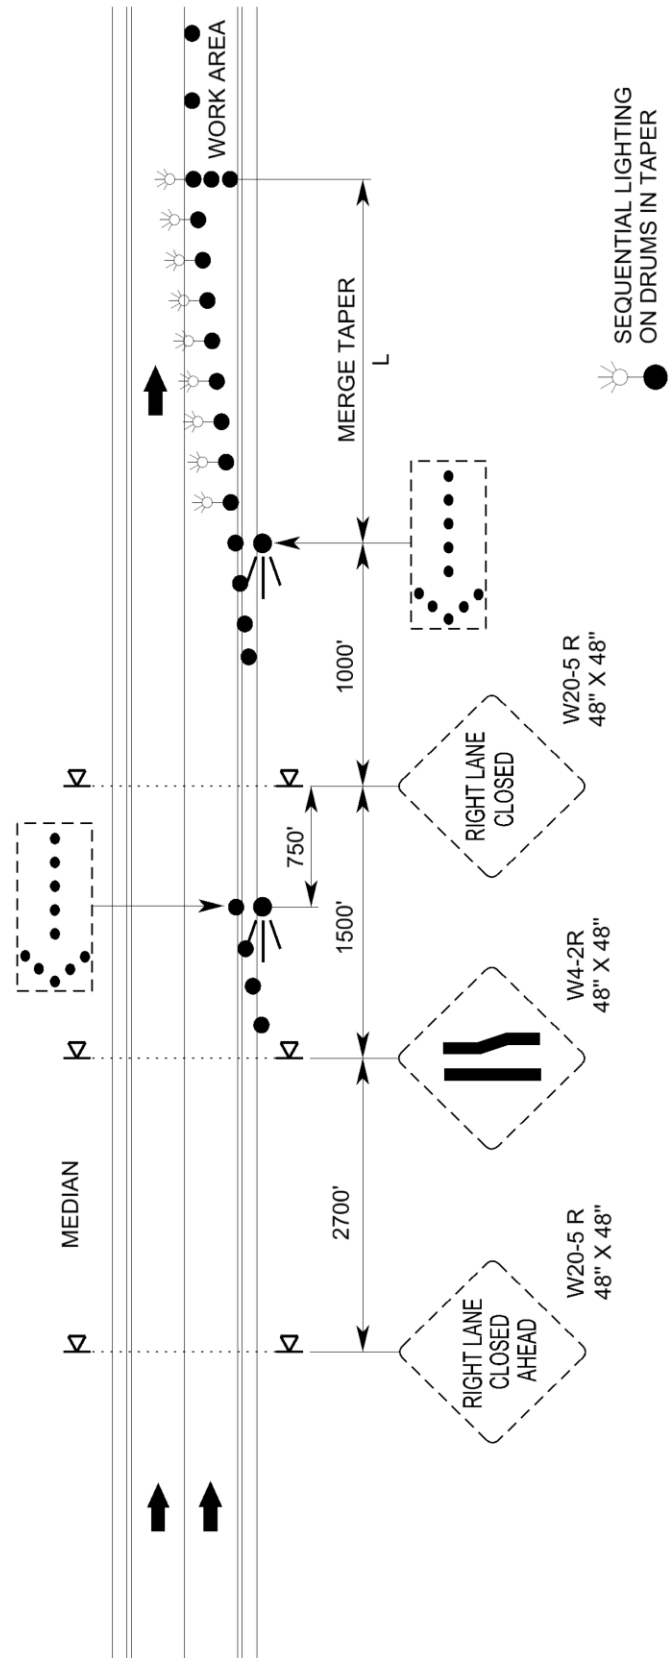 MEDIAN
WORK AREA
2700'
1500'
750'
1000'
MERGE TAPER
L
RIGHT LANE
CLOSED
AHEAD
W20-5 R
48" X 48"
W4-2R
48" X 48"
RIGHT LANE
CLOSED
W20-5 R
48" X 48"
SEQUENTIAL LIGHTING
ON DRUMS IN TAPER